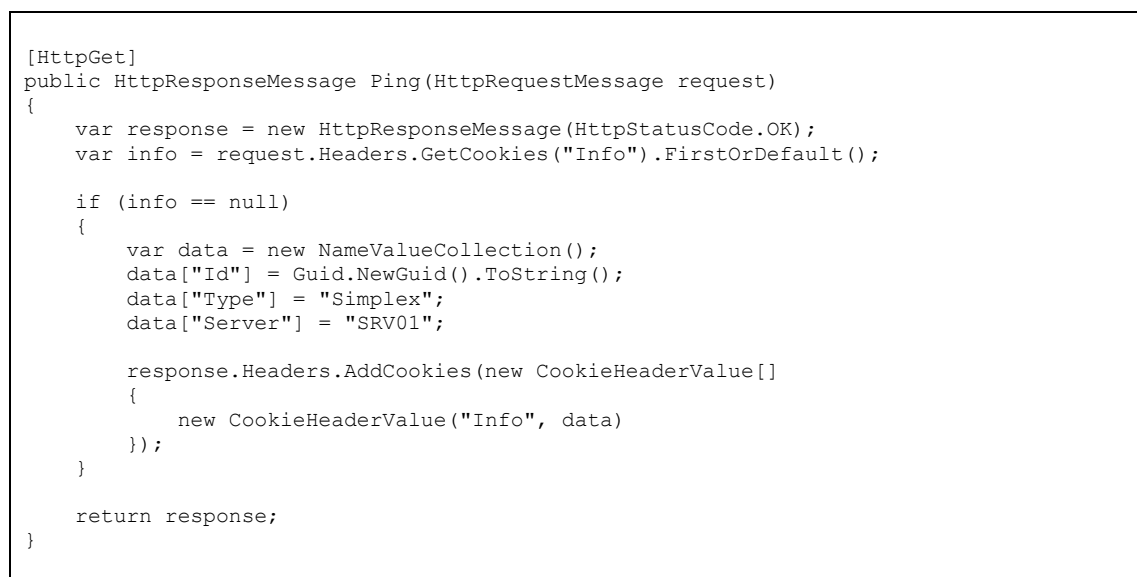 [HttpGet]
public HttpResponseMessage Ping(HttpRequestMessage request)
{
    var response = new HttpResponseMessage(HttpStatusCode.OK);
    var info = request.Headers.GetCookies("Info").FirstOrDefault();

    if (info == null)
    {
        var data = new NameValueCollection();
        data["Id"] = Guid.NewGuid().ToString();
        data["Type"] = "Simplex";
        data["Server"] = "SRV01";

        response.Headers.AddCookies(new CookieHeaderValue[]
        {
            new CookieHeaderValue("Info", data)
        });
    }

    return response;
}